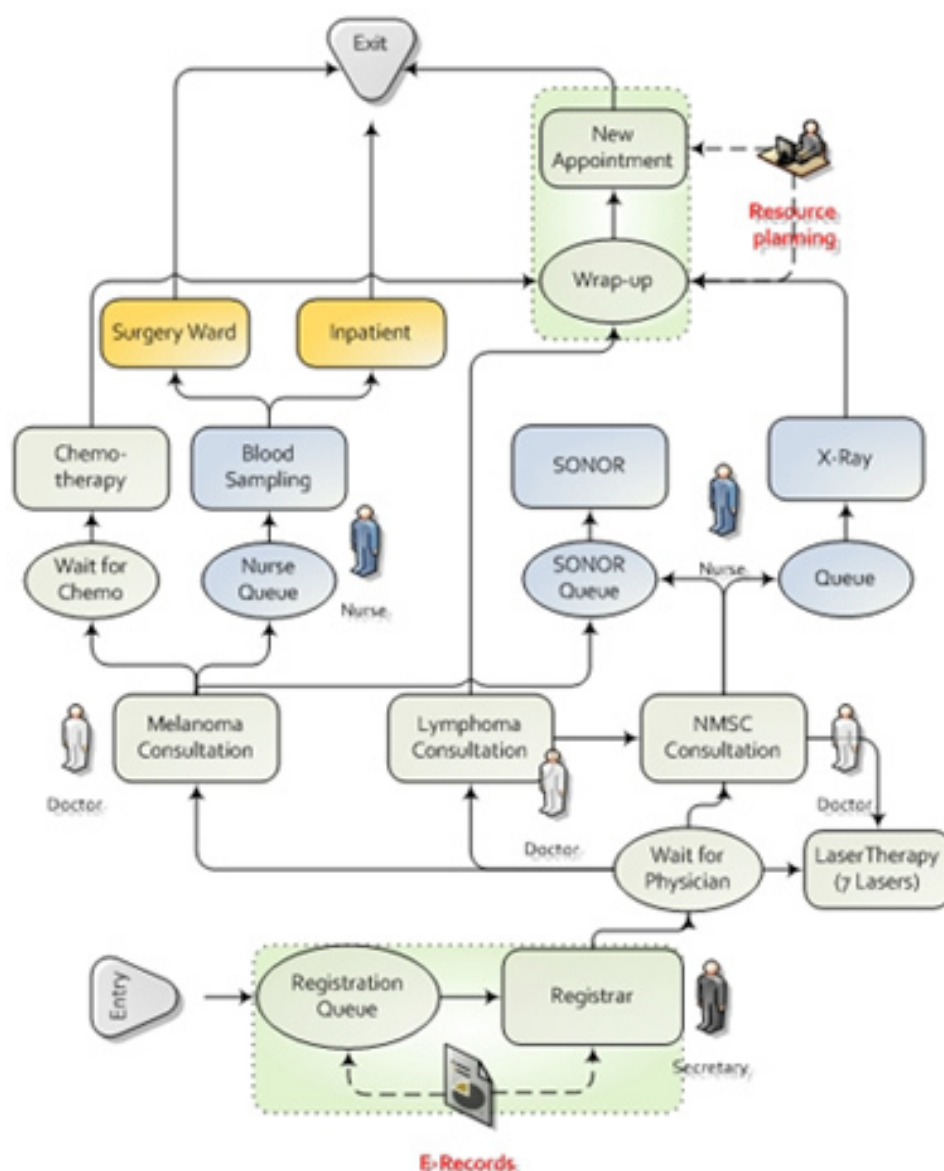 Exit
New
Appointment
Resource
planning
Wrap-up
Surgery Ward
Inpatient
Chemo-
therapy
Blood
Sampling
SONOR
X-Ray
Wait for
Chemo
Nurse
Queue
Nurse
SONOR
Queue
Nurse
Queue
Melanoma
Consultation
Lymphoma
Consultation
NMSC
Consultation
Doctor
Doctor
Doctor
Wait for
Physician
LaserTherapy
(7 Lasers)
Entry
Registration
Queue
Registrar
Secretary
E-Records